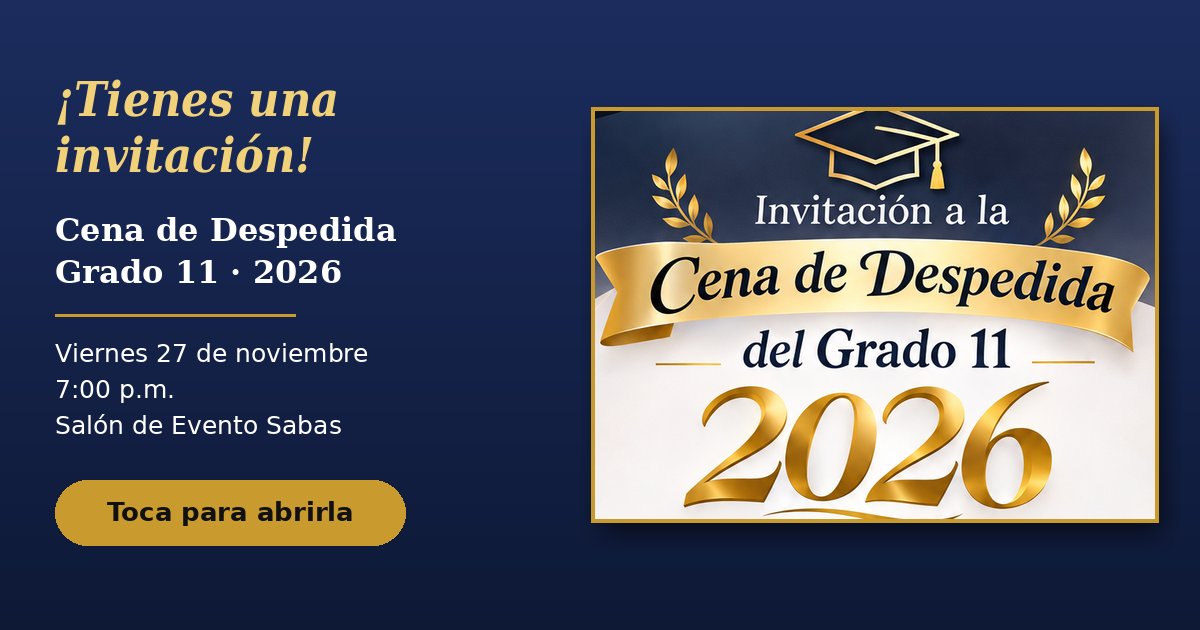 ¡Tienes una
invitación!
Cena de Despedida
Grado 11 · 2026
Viernes 27 de noviembre
7:00 p.m.
Salón de Evento Sabas
Toca para abrirla
Invitación a la
Cena de Despedida
del Grado 11
2026